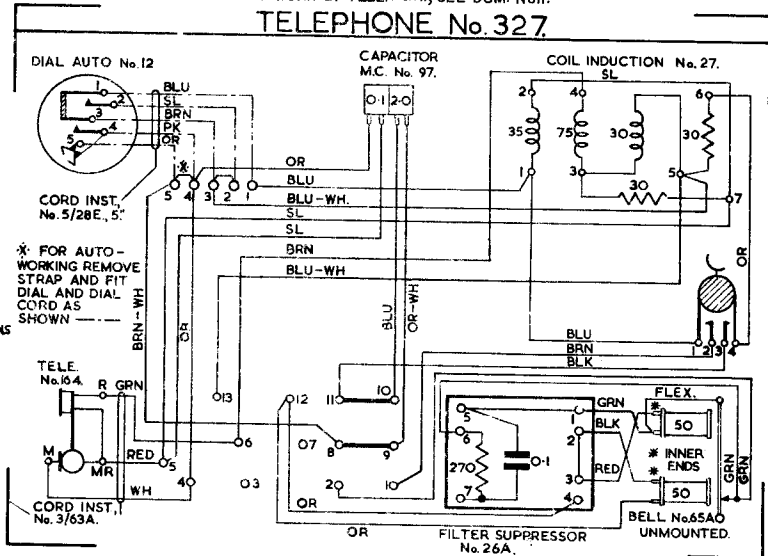 TELEPHONE No. 327.
DIAL AUTO No. 12
CAPACITOR
M.C. No. 97.
COIL INDUCTION No. 27.
SL
BLU
SL
BRN
PK
OR
1
2
3
4
5
0.1 2.0
2
4
6
35
75
30
30
1
3
5
30
7
OR
BLU
BLU-WH.
SL
SL
BRN
BLU-WH
※
5 4 3 2 1
CORD INST,
No. 5/28E., 5."
※ FOR AUTO-
WORKING REMOVE
STRAP AND FIT
DIAL AND DIAL
CORD AS
SHOWN
BRN-WH
OR
BLU
OR-WH
OR
BLU
BRN
BLK
1 2 3 4
TELE.
No. 164.
R GRN
M
MR
RED
WH
5
4
CORD INST,
No. 3/63A.
13
6
3
12
7
11
10
8
9
2
1
OR
OR
5
6
7
270
0.1
1
2
3
4
GRN
BLK
RED
FLEX.
50
※ INNER
※ ENDS
50
GRN
GRN
BELL No. 65A
UNMOUNTED.
FILTER SUPPRESSOR
No. 26A.